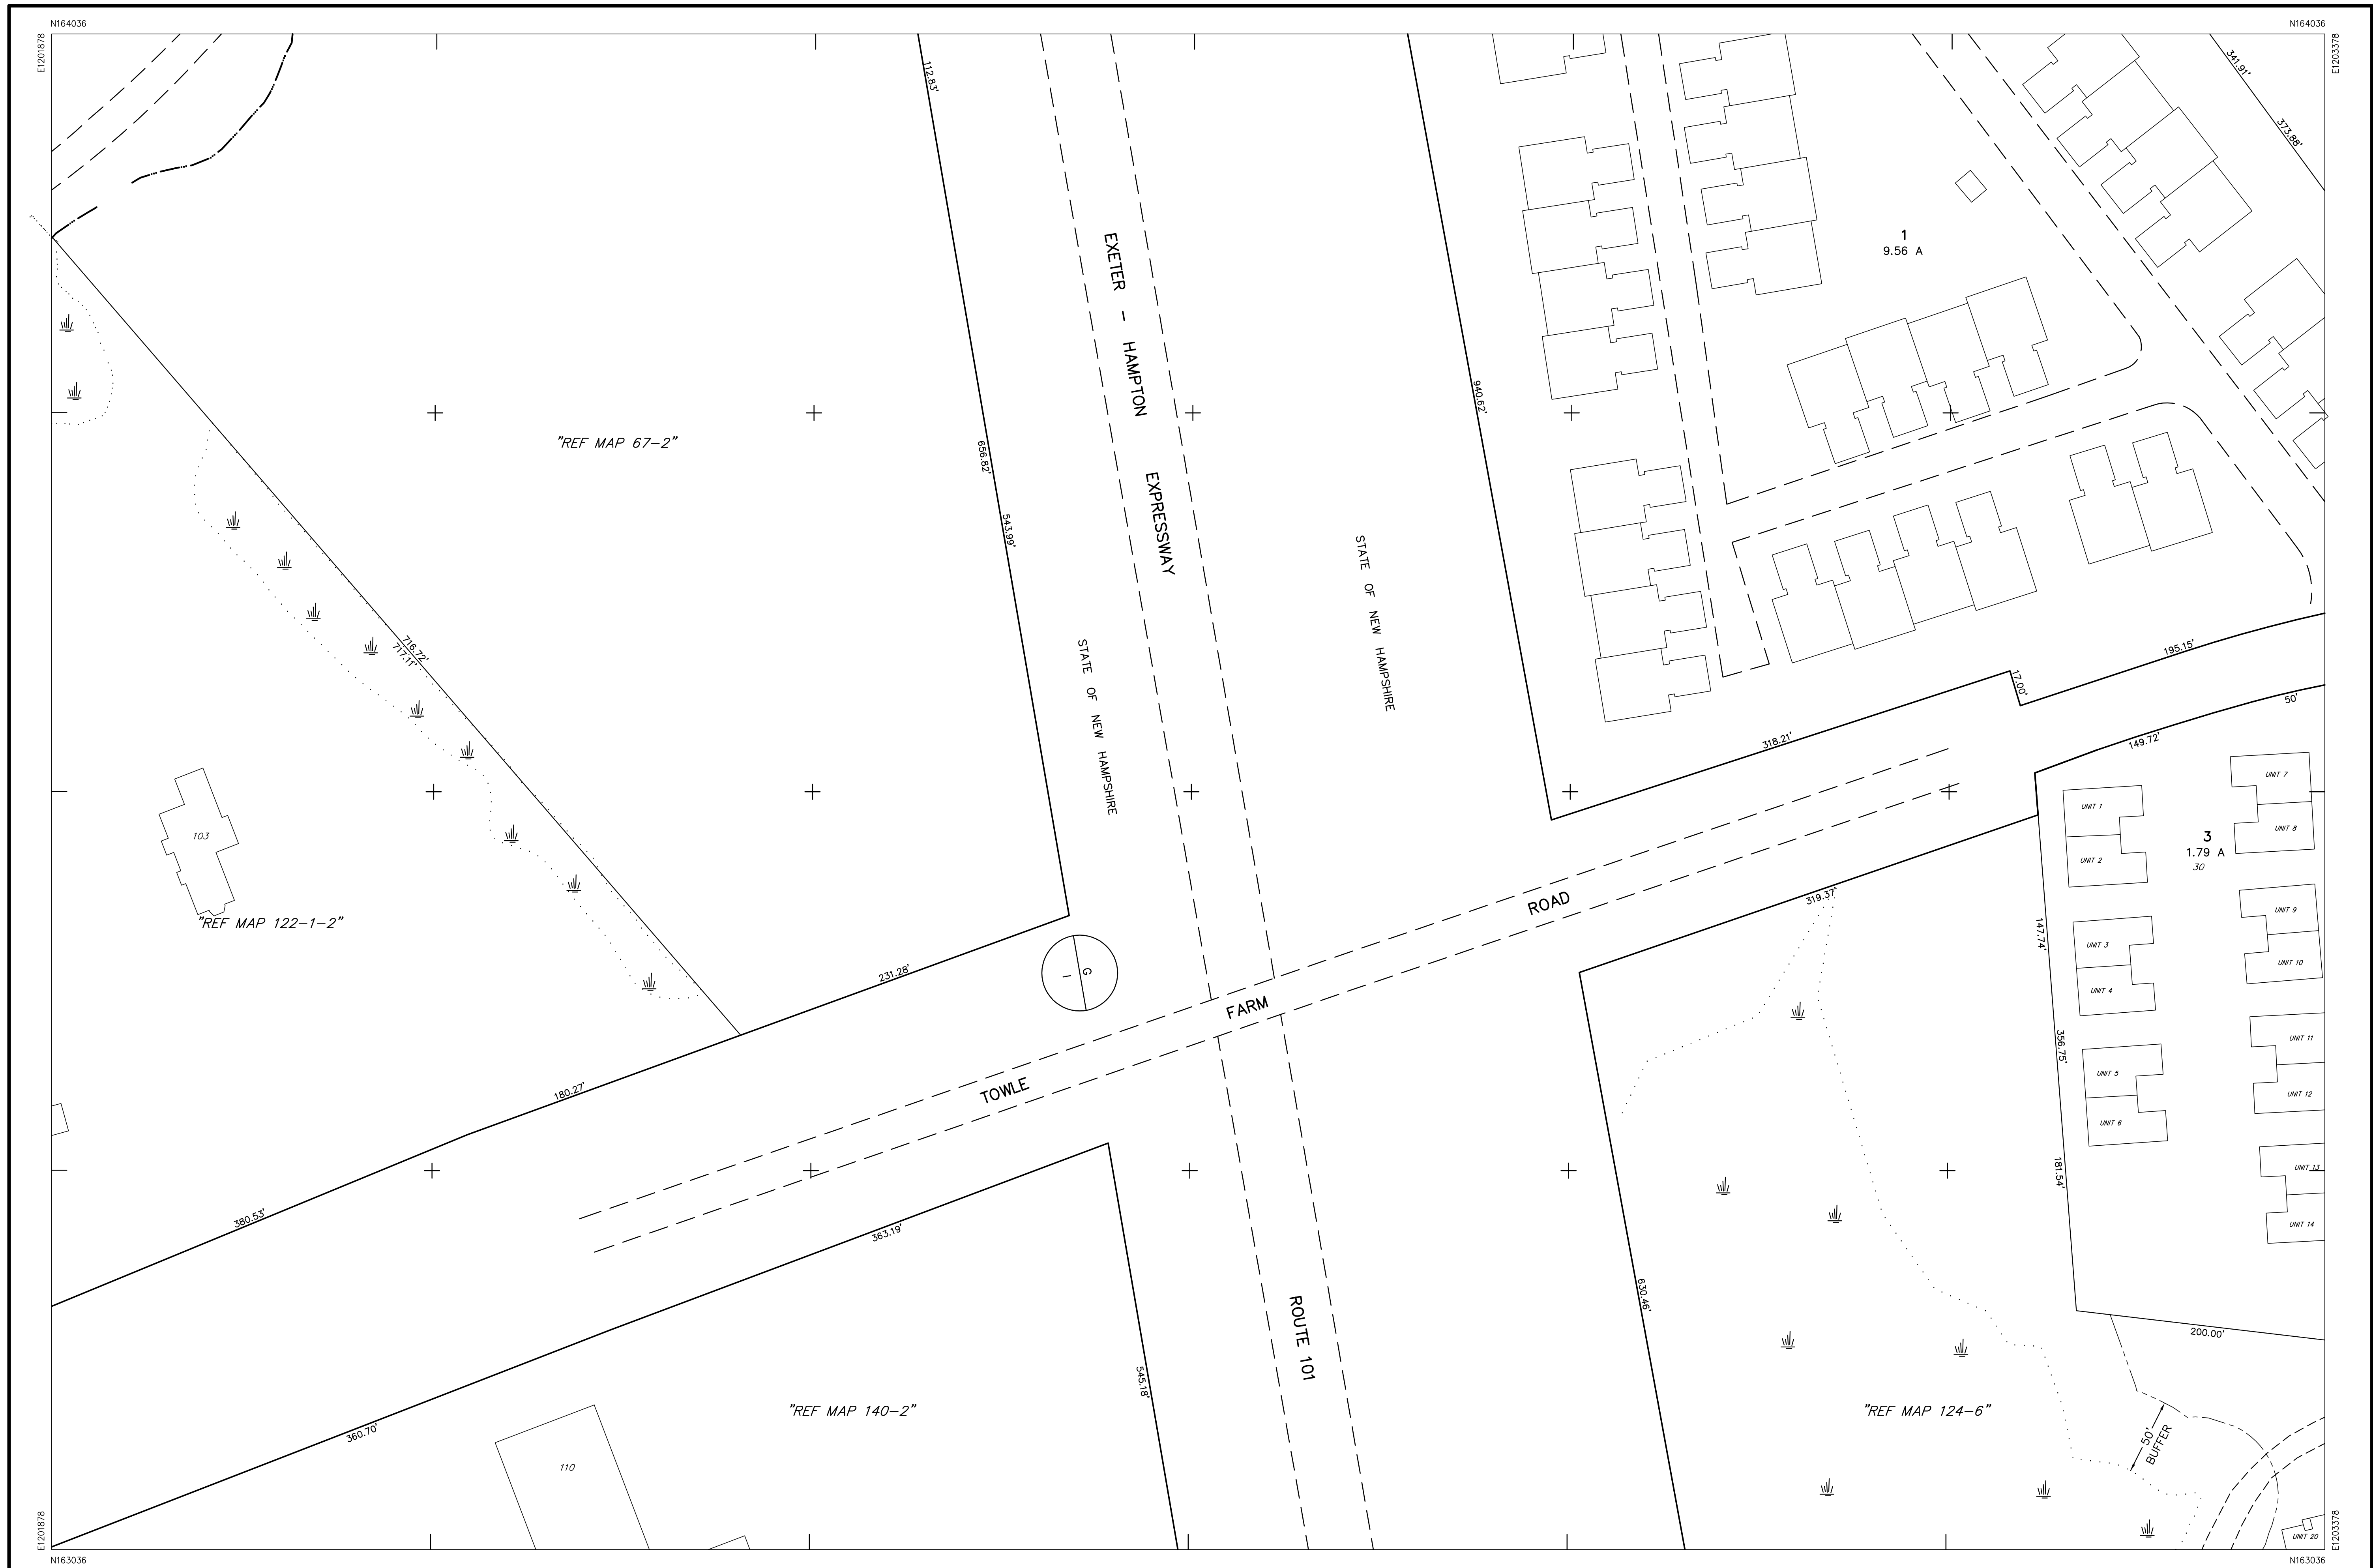 N164036
N164036
E1201878
E1203378
112.83'
341.91'
373.88'
EXETER - HAMPTON EXPRESSWAY
1
9.56 A
"REF MAP 67-2"
940.62'
656.82'
543.99'
STATE OF NEW HAMPSHIRE
STATE OF NEW HAMPSHIRE
716.72'
717.11'
195.15'
17.00'
50'
318.21'
149.72'
UNIT 7
UNIT 1
UNIT 8
103
3
1.79 A
30
UNIT 2
319.37'
"REF MAP 122-1-2"
147.74'
UNIT 9
UNIT 3
UNIT 10
UNIT 4
231.28'
G
I
TOWLE FARM ROAD
356.75'
UNIT 11
UNIT 5
UNIT 12
UNIT 6
180.27'
181.54'
UNIT 13
UNIT 14
380.53'
363.19'
630.46'
200.00'
ROUTE 101
545.18'
"REF MAP 140-2"
"REF MAP 124-6"
360.70'
50'
BUFFER
110
UNIT 20
E1201878
E1203378
N163036
N163036